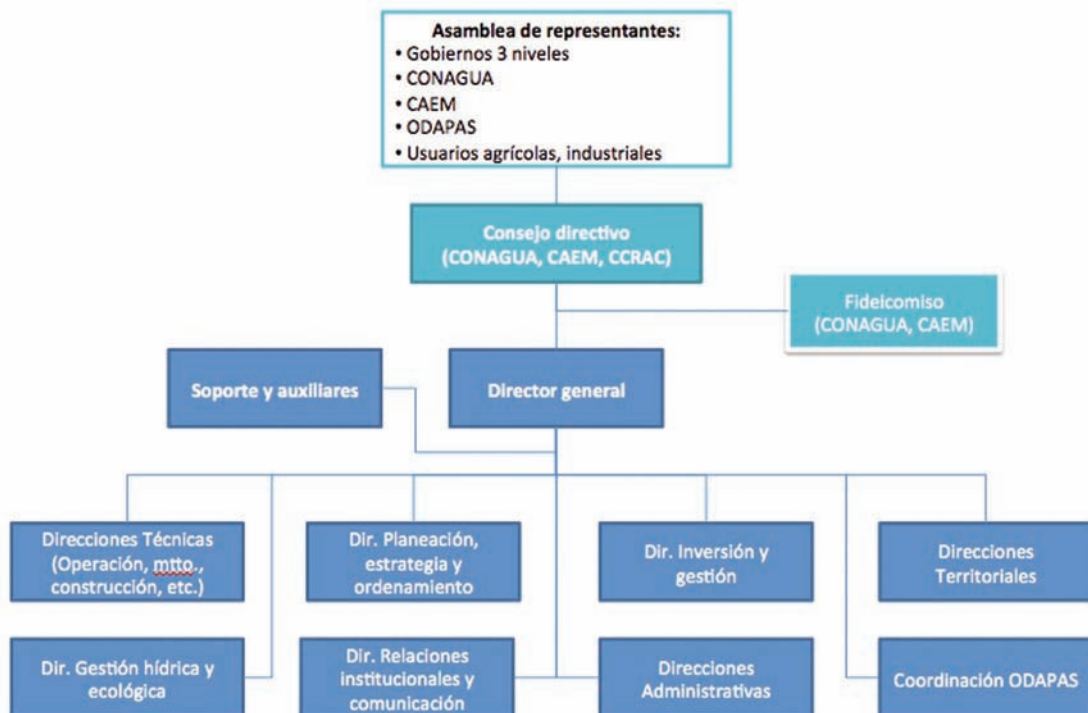 Asamblea de representantes:
• Gobiernos 3 niveles
• CONAGUA
• CAEM
• ODAPAS
• Usuarios agrícolas, industriales
Consejo directivo
(CONAGUA, CAEM, CCRAC)
Fideicomiso
(CONAGUA, CAEM)
Soporte y auxiliares
Director general
Direcciones Técnicas
(Operación, mtto.,
construcción, etc.)
Dir. Planeación,
estrategia y
ordenamiento
Dir. Inversión y
gestión
Direcciones
Territoriales
Dir. Gestión hídrica y
ecológica
Dir. Relaciones
institucionales y
comunicación
Direcciones
Administrativas
Coordinación ODAPAS